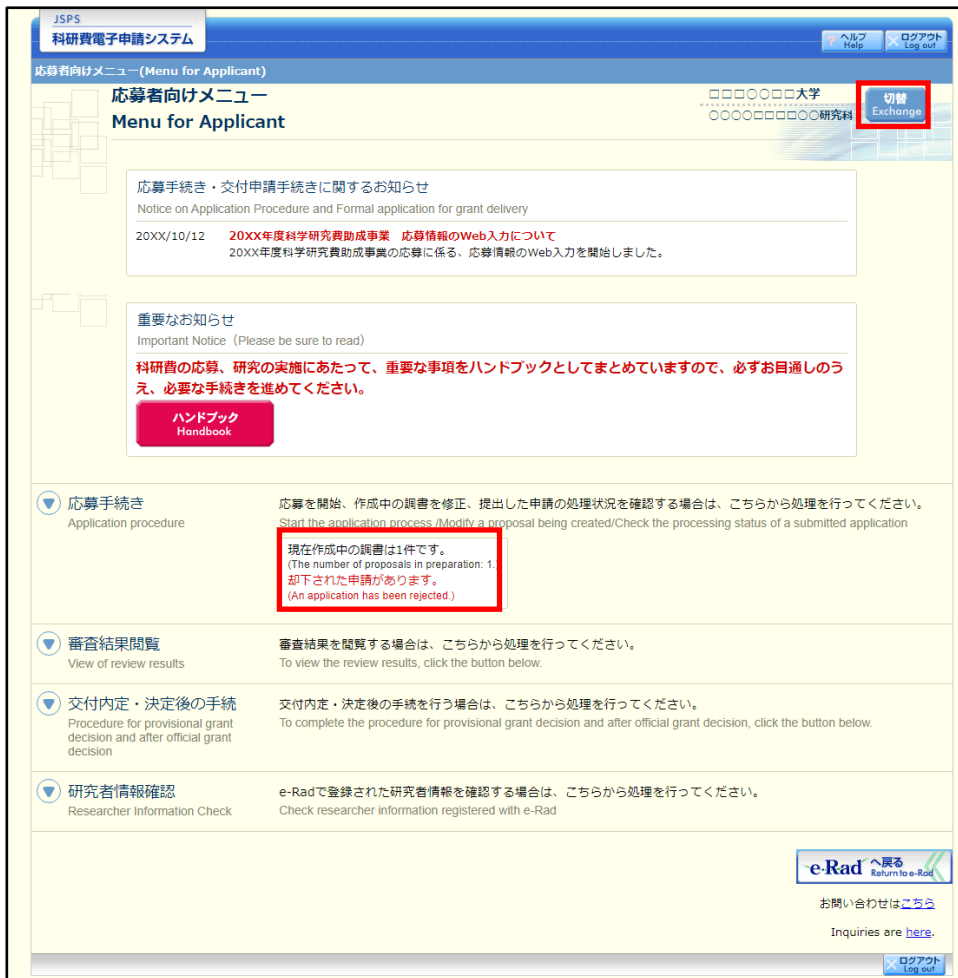 JSPS
科研費電子申請システム
ヘルプ
Help
ログアウト
Log out
応募者向けメニュー(Menu for Applicant)
応募者向けメニュー
Menu for Applicant
□□□○○□□大学
○○○○□□□□○○研究科
切替
Exchange
応募手続き・交付申請手続きに関するお知らせ
Notice on Application Procedure and Formal application for grant delivery
20XX/10/12 20XX年度科学研究費助成事業 応募情報のWeb入力について
20XX年度科学研究費助成事業の応募に係る、応募情報のWeb入力を開始しました。
重要なお知らせ
Important Notice（Please be sure to read）
科研費の応募、研究の実施にあたって、重要な事項をハンドブックとしてまとめていますので、必ずお目通しのう
え、必要な手続きを進めてください。
ハンドブック
Handbook
応募手続き
Application procedure
応募を開始、作成中の調書を修正、提出した申請の処理状況を確認する場合は、こちらから処理を行ってください。
Start the application process /Modify a proposal being created/Check the processing status of a submitted application
現在作成中の調書は1件です。
(The number of proposals in preparation: 1.)
却下された申請があります。
(An application has been rejected.)
審査結果閲覧
View of review results
審査結果を閲覧する場合は、こちらから処理を行ってください。
To view the review results, click the button below.
交付内定・決定後の手続
Procedure for provisional grant
decision and after official grant
decision
交付内定・決定後の手続を行う場合は、こちらから処理を行ってください。
To complete the procedure for provisional grant decision and after official grant decision, click the button below.
研究者情報確認
Researcher Information Check
e-Radで登録された研究者情報を確認する場合は、こちらから処理を行ってください。
Check researcher information registered with e-Rad
e-Rad へ戻る
Return to e-Rad
お問い合わせはこちら
Inquiries are here.
ログアウト
Log out